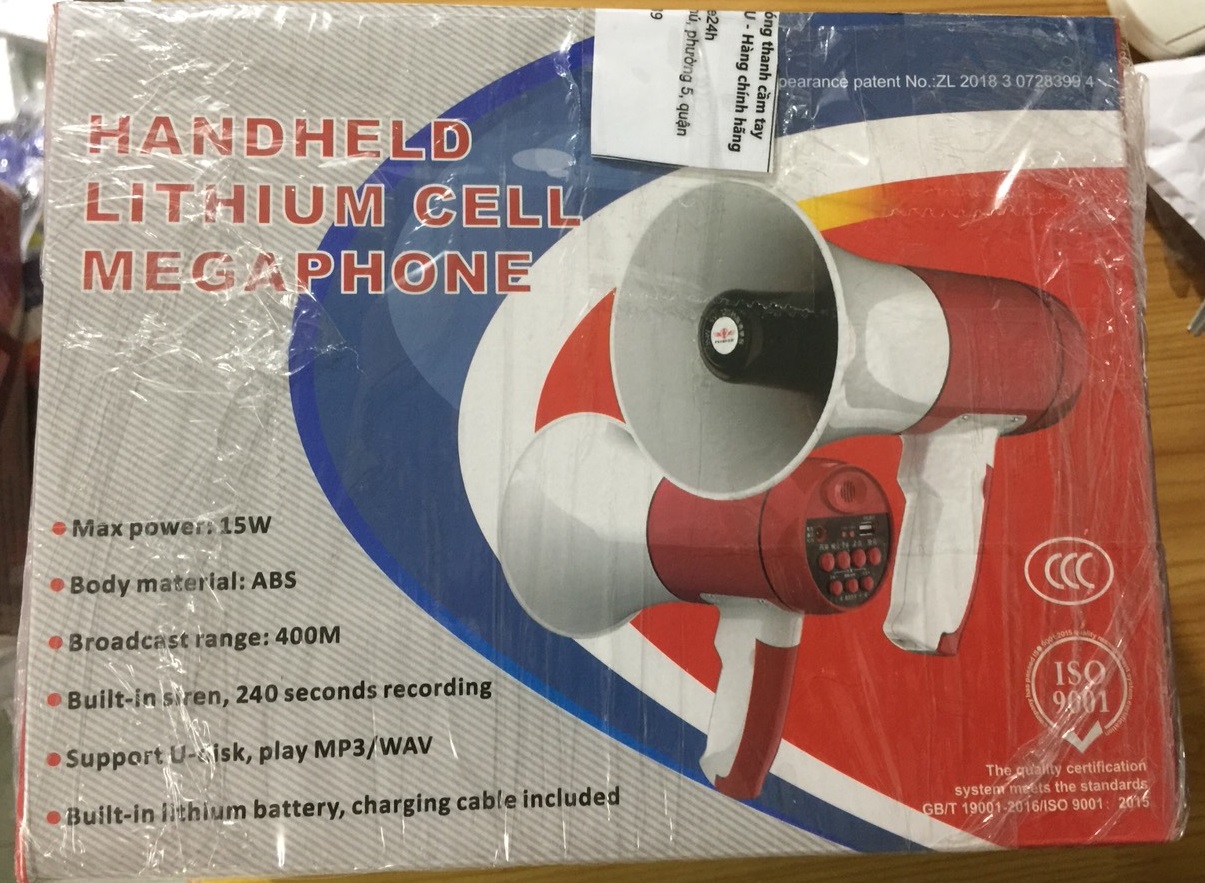 óng thanh cầm tay
U - Hàng chính hãng
e24h
hú, phường 5, quận
9
pearance patent No.:ZL 2018 3 0728399 4
HANDHELD
LITHIUM CELL
MEGAPHONE
Max power: 15W
Body material: ABS
Broadcast range: 400M
Built-in siren, 240 seconds recording
Support U-disk, play MP3/WAV
Built-in lithium battery, charging cable included
CCC
ISO
9001
The quality certification
system meets the standards
GB/T 19001-2016/ISO 9001: 2015